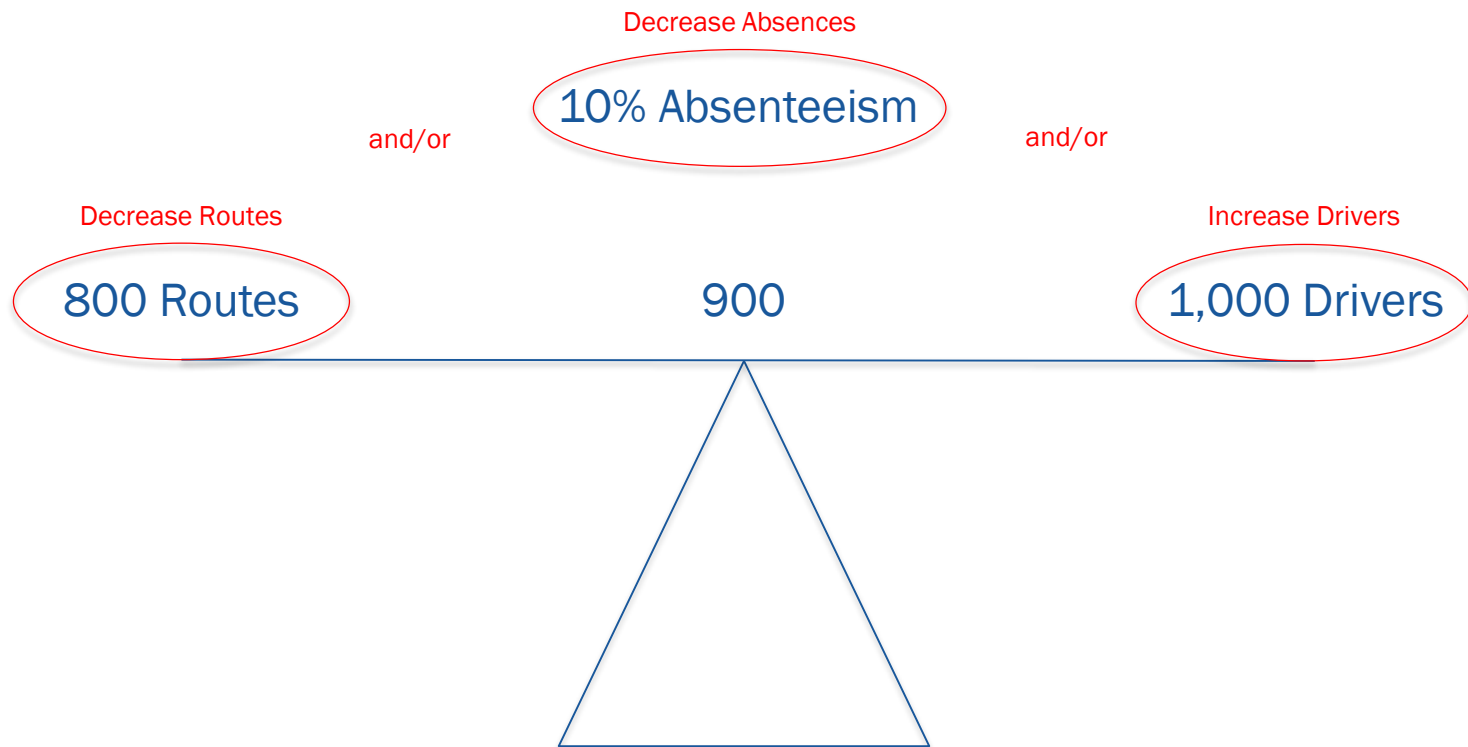 Decrease Absences
10% Absenteeism
and/or
and/or
Decrease Routes
Increase Drivers
800 Routes
900
1,000 Drivers